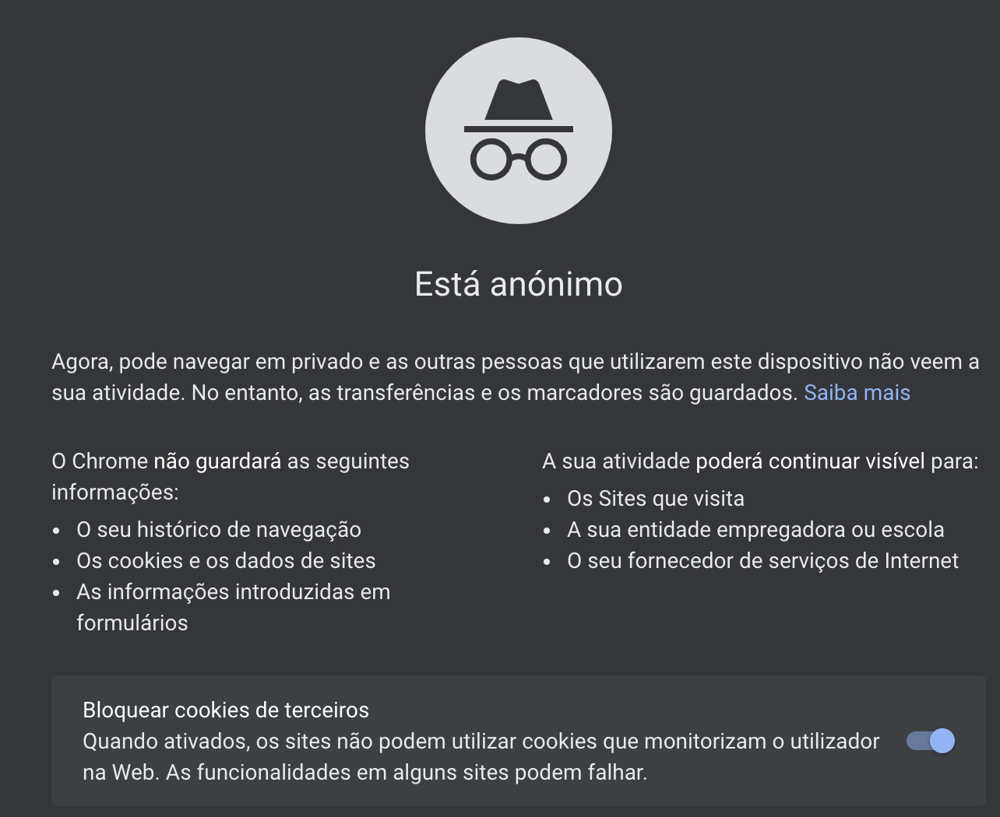 Está anónimo
Agora, pode navegar em privado e as outras pessoas que utilizarem este dispositivo não veem a
sua atividade. No entanto, as transferências e os marcadores são guardados. Saiba mais
O Chrome não guardará as seguintes
informações:
O seu histórico de navegação
Os cookies e os dados de sites
As informações introduzidas em
formulários
A sua atividade poderá continuar visível para:
Os Sites que visita
A sua entidade empregadora ou escola
O seu fornecedor de serviços de Internet
Bloquear cookies de terceiros
Quando ativados, os sites não podem utilizar cookies que monitorizam o utilizador
na Web. As funcionalidades em alguns sites podem falhar.